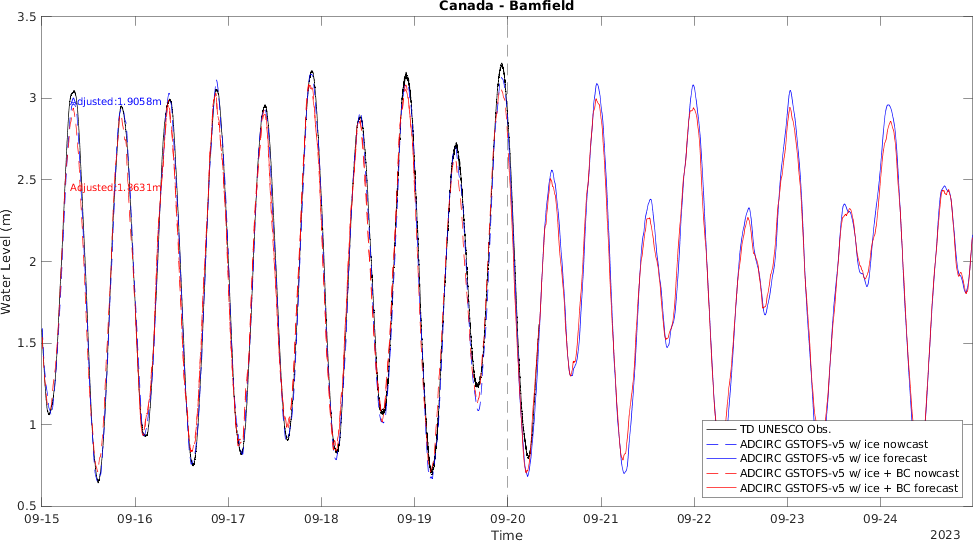 Canada - Bamfield
3.5
3
2.5
2
1.5
1
0.5
Water Level (m)
Adjusted:1.9058m
Adjusted:1.8631m
TD UNESCO Obs.
ADCIRC GSTOFS-v5 w/ ice nowcast
ADCIRC GSTOFS-v5 w/ ice forecast
ADCIRC GSTOFS-v5 w/ ice + BC nowcast
ADCIRC GSTOFS-v5 w/ ice + BC forecast
09-15 09-16 09-17 09-18 09-19 09-20 09-21 09-22 09-23 09-24
Time
2023